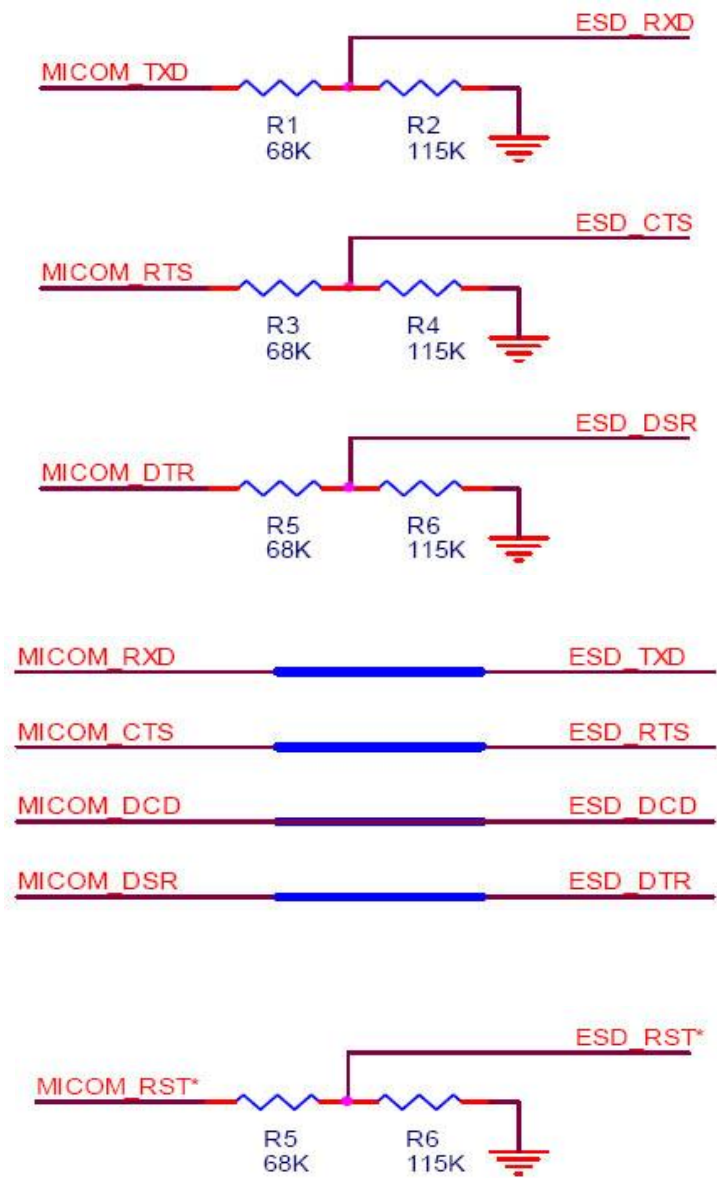 ESD_RXD
MICOM_TXD
R1 R2
68K 115K
ESD_CTS
MICOM_RTS
R3 R4
68K 115K
ESD_DSR
MICOM_DTR
R5 R6
68K 115K
MICOM_RXD ESD_TXD
MICOM_CTS ESD_RTS
MICOM_DCD ESD_DCD
MICOM_DSR ESD_DTR
ESD_RST*
MICOM_RST*
R5 R6
68K 115K